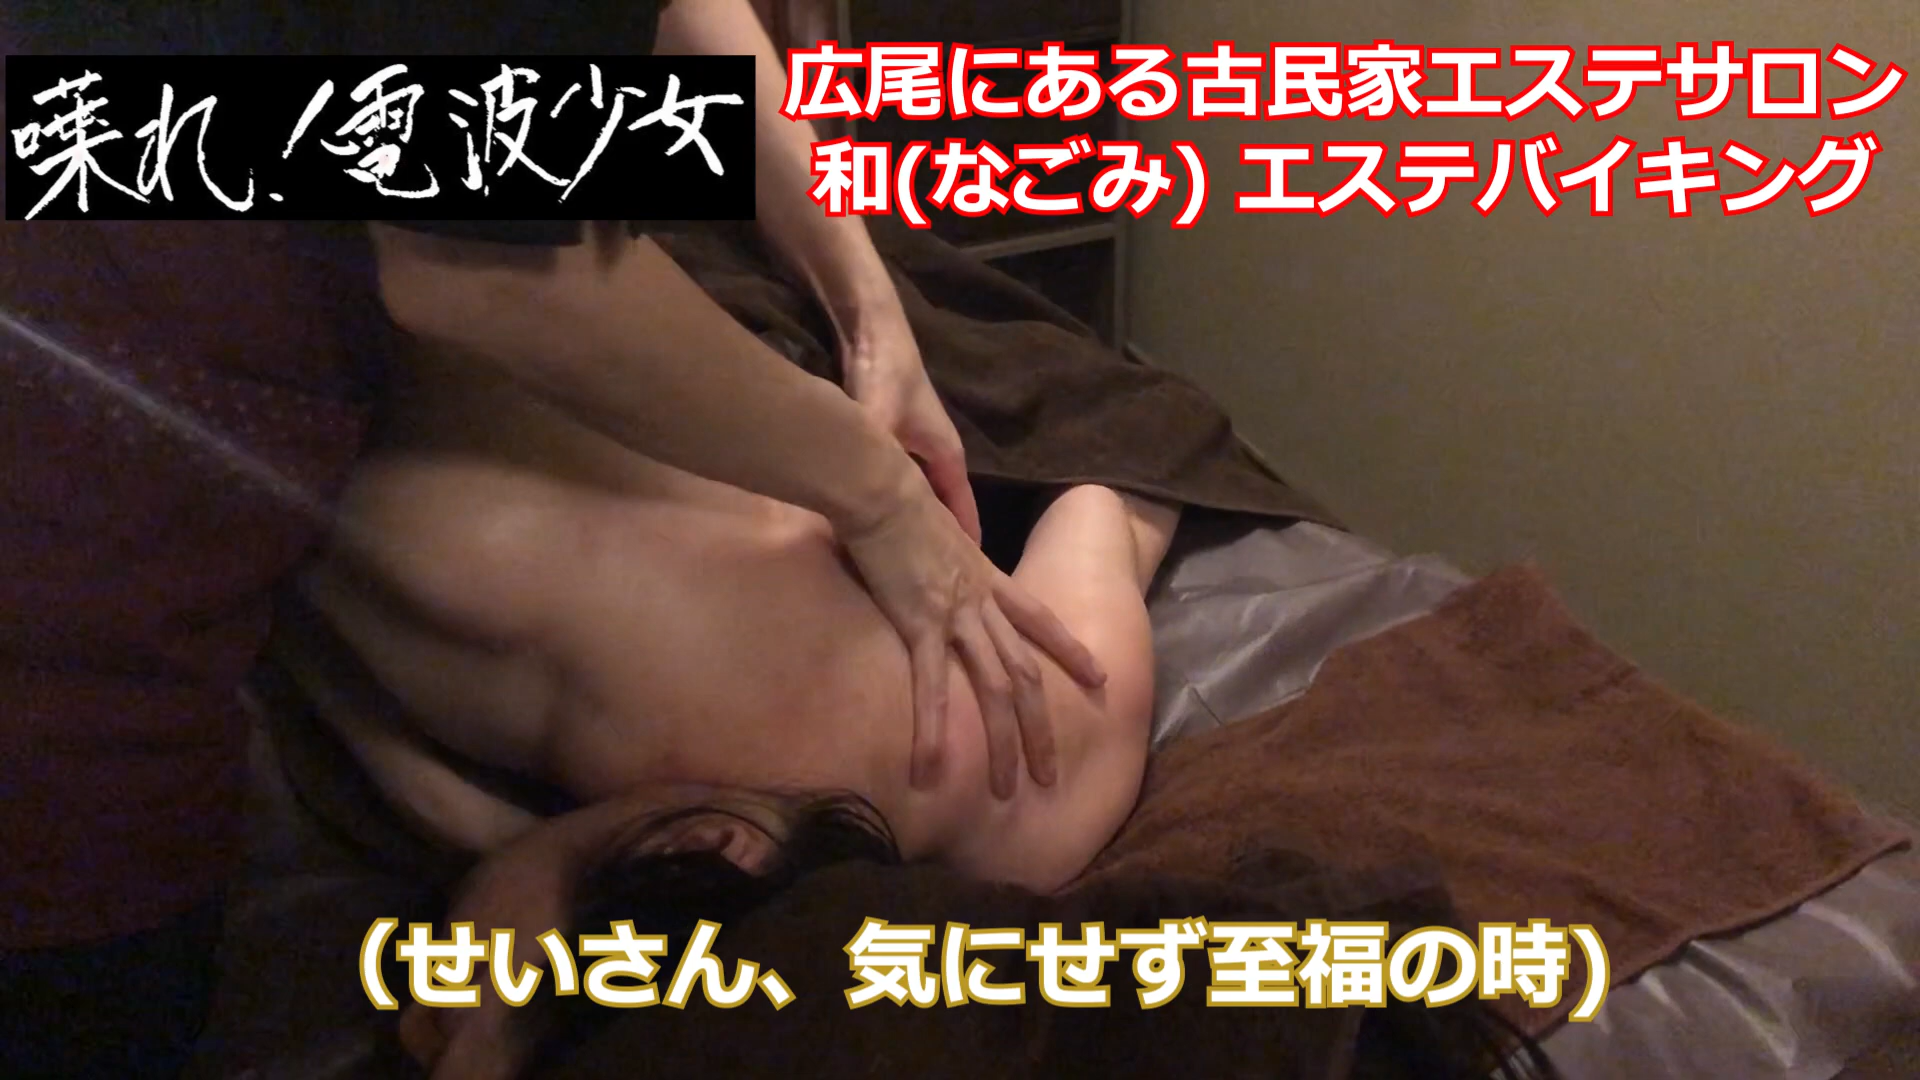 喋れ!電波少女
広尾にある古民家エステサロン
和(なごみ) エステバイキング
(せいさん、気にせず至福の時)